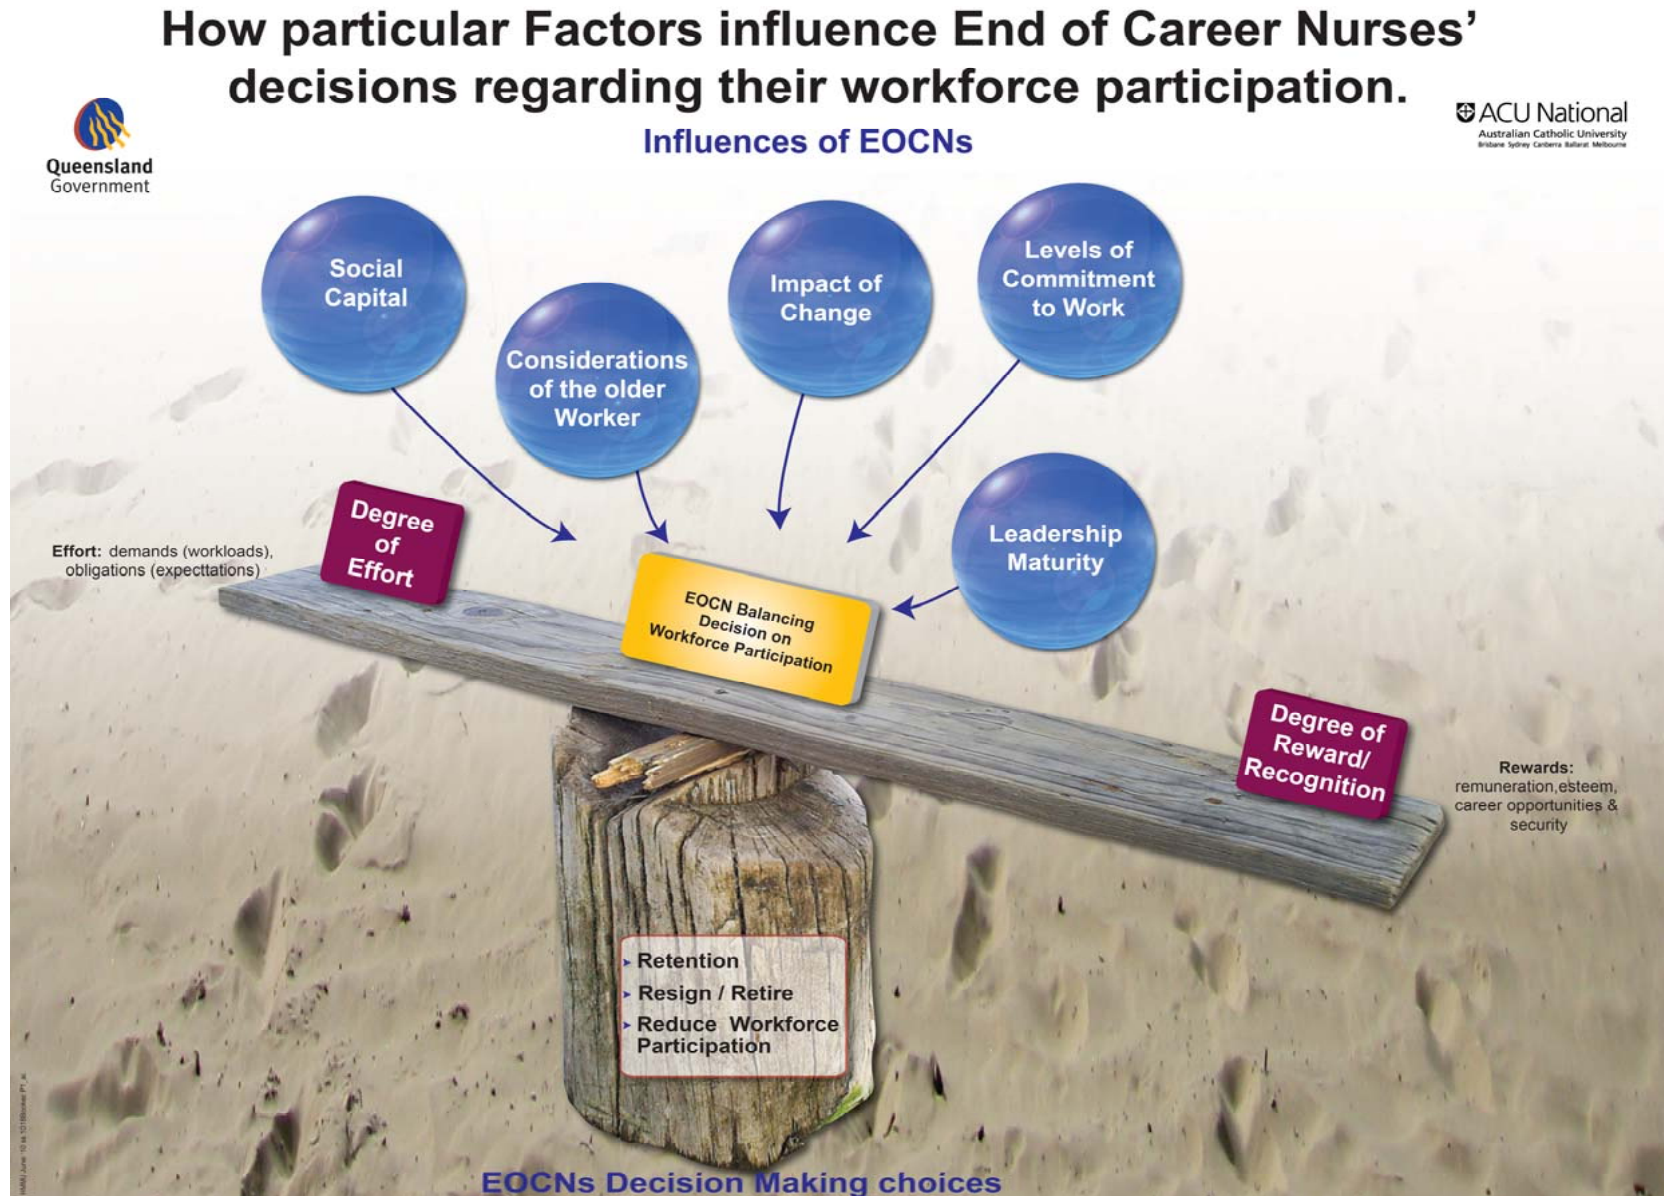 How particular Factors influence End of Career Nurses’
decisions regarding their workforce participation.
Influences of EOCNs
Queensland
Government
ACU National
Australian Catholic University
Brisbane Sydney Canberra Ballarat Melbourne
Social
Capital
Considerations
of the older
Worker
Impact of
Change
Levels of
Commitment
to Work
Leadership
Maturity
Effort: demands (workloads),
obligations (expecttations)
Degree
of
Effort
EOCN Balancing
Decision on
Workforce Participation
Degree of
Reward/
Recognition
Rewards:
remuneration,esteem,
career opportunities &
security
➤ Retention
➤ Resign / Retire
➤ Reduce Workforce
Participation
EOCNs Decision Making choices